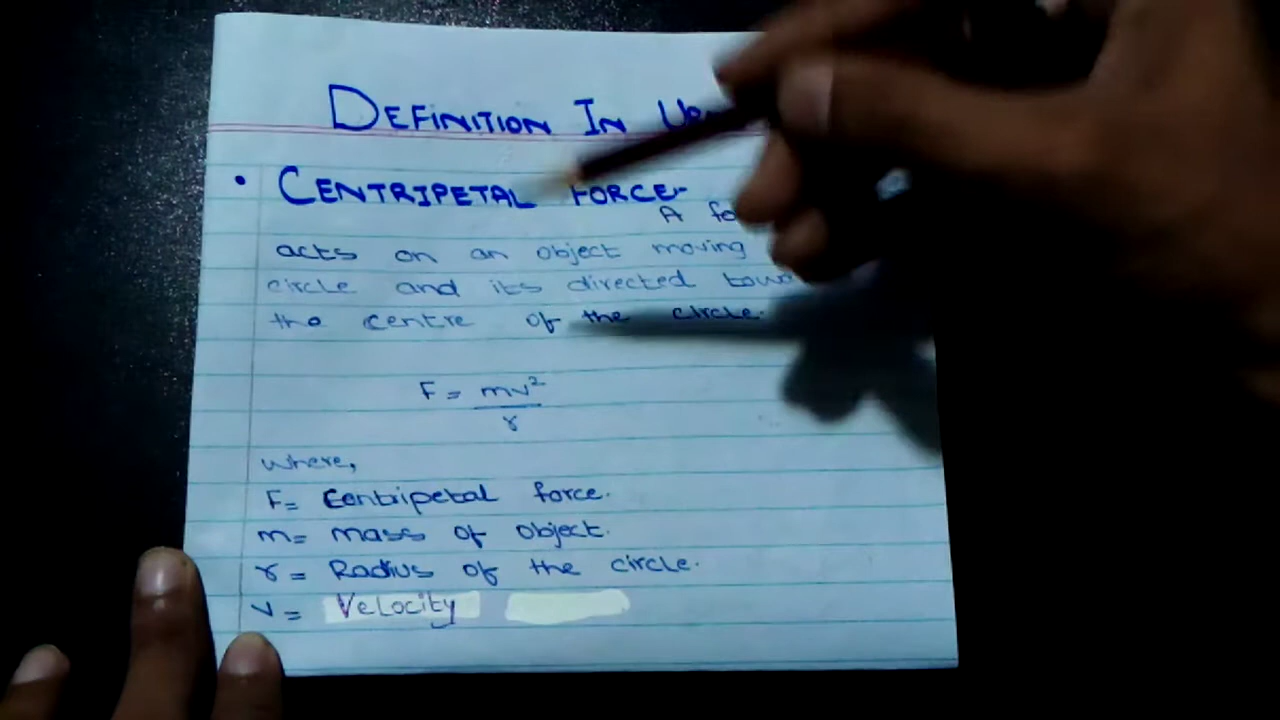 DEFINITION IN
• CENTRIPETAL FORCE-
A
acts on an object moving
circle and its directed
the centre of the circle.
F = mv²
r
where,
F= Centripetal force.
m= mass of object.
r = Radius of the circle.
v= Velocity